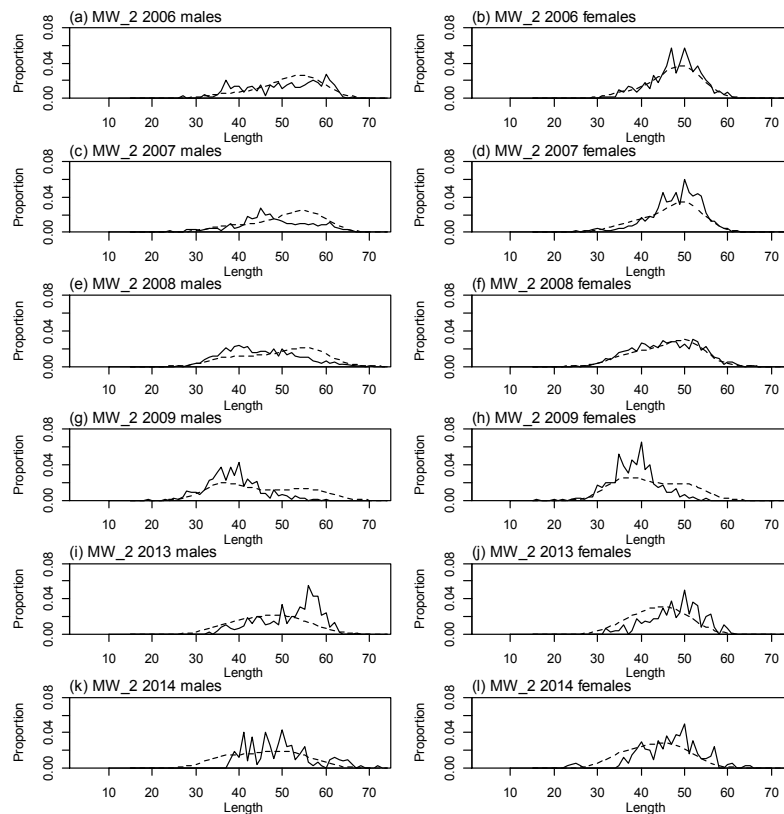 (a) MW_2 2006 males
Proportion
0.00 0.04 0.08
10 20 30 40 50 60 70
Length
(b) MW_2 2006 females
Proportion
0.00 0.04 0.08
10 20 30 40 50 60 70
Length
(c) MW_2 2007 males
Proportion
0.00 0.04 0.08
10 20 30 40 50 60 70
Length
(d) MW_2 2007 females
Proportion
0.00 0.04 0.08
10 20 30 40 50 60 70
Length
(e) MW_2 2008 males
Proportion
0.00 0.04 0.08
10 20 30 40 50 60 70
Length
(f) MW_2 2008 females
Proportion
0.00 0.04 0.08
10 20 30 40 50 60 70
Length
(g) MW_2 2009 males
Proportion
0.00 0.04 0.08
10 20 30 40 50 60 70
Length
(h) MW_2 2009 females
Proportion
0.00 0.04 0.08
10 20 30 40 50 60 70
Length
(i) MW_2 2013 males
Proportion
0.00 0.04 0.08
10 20 30 40 50 60 70
Length
(j) MW_2 2013 females
Proportion
0.00 0.04 0.08
10 20 30 40 50 60 70
Length
(k) MW_2 2014 males
Proportion
0.00 0.04 0.08
10 20 30 40 50 60 70
Length
(l) MW_2 2014 females
Proportion
0.00 0.04 0.08
10 20 30 40 50 60 70
Length